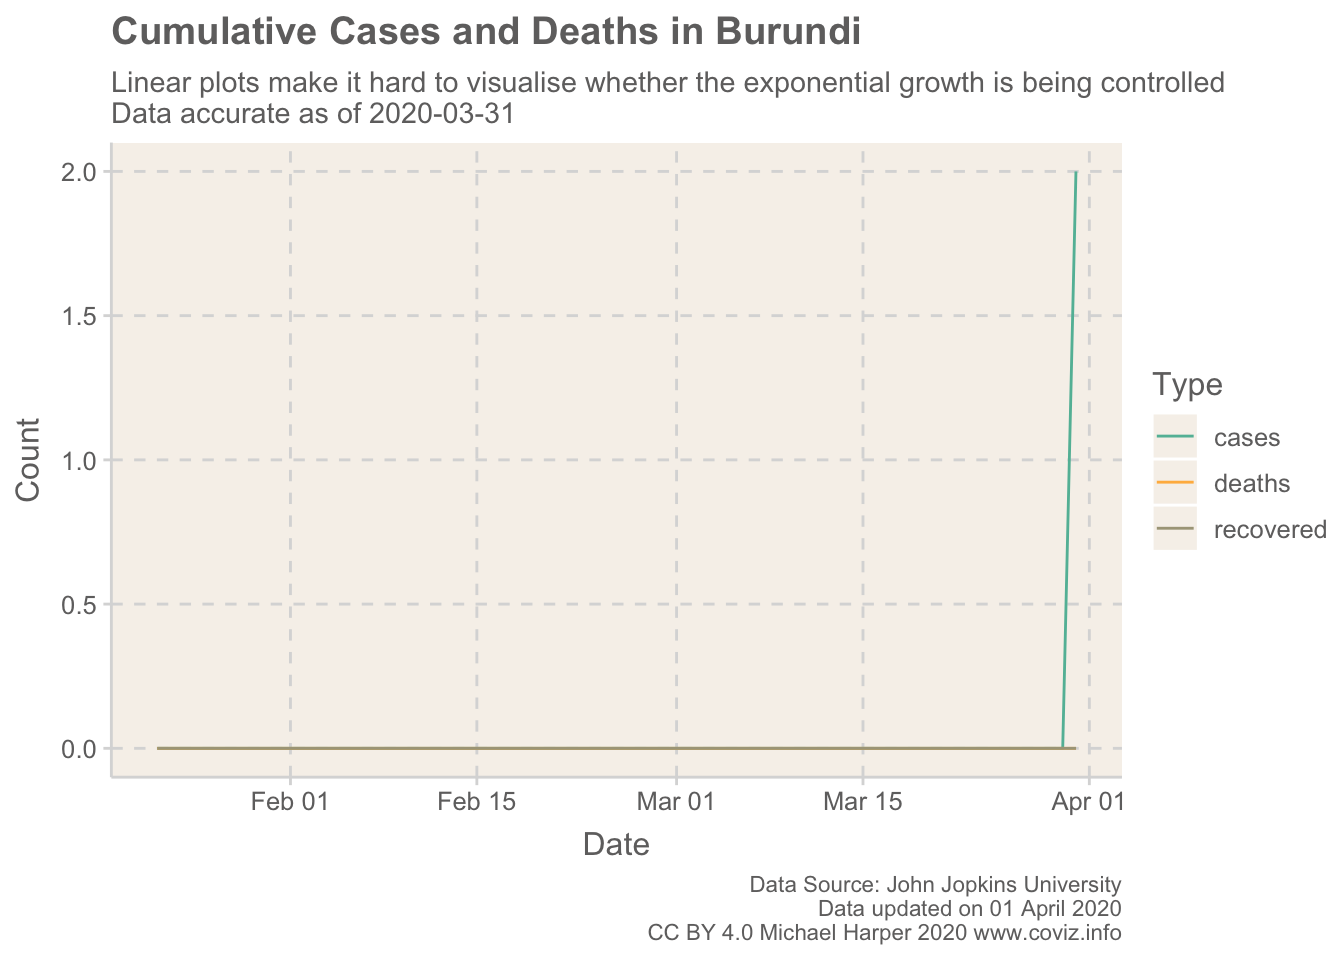 Cumulative Cases and Deaths in Burundi
Linear plots make it hard to visualise whether the exponential growth is being controlled
Data accurate as of 2020-03-31
2.0
1.5
1.0
0.5
0.0
Count
Feb 01
Feb 15
Mar 01
Mar 15
Apr 01
Date
Type
cases
deaths
recovered
Data Source: John Jopkins University
Data updated on 01 April 2020
CC BY 4.0 Michael Harper 2020 www.coviz.info